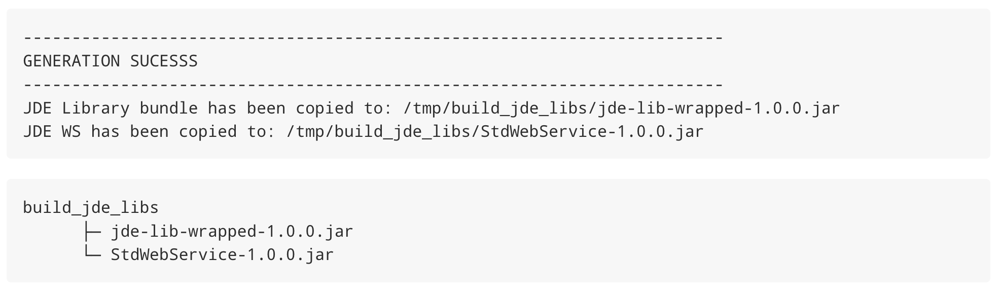 ------------------------------------------------------------------------
GENERATION SUCESSS
------------------------------------------------------------------------
JDE Library bundle has been copied to: /tmp/build_jde_libs/jde-lib-wrapped-1.0.0.jar
JDE WS has been copied to: /tmp/build_jde_libs/StdWebService-1.0.0.jar
build_jde_libs
├─ jde-lib-wrapped-1.0.0.jar
└─ StdWebService-1.0.0.jar